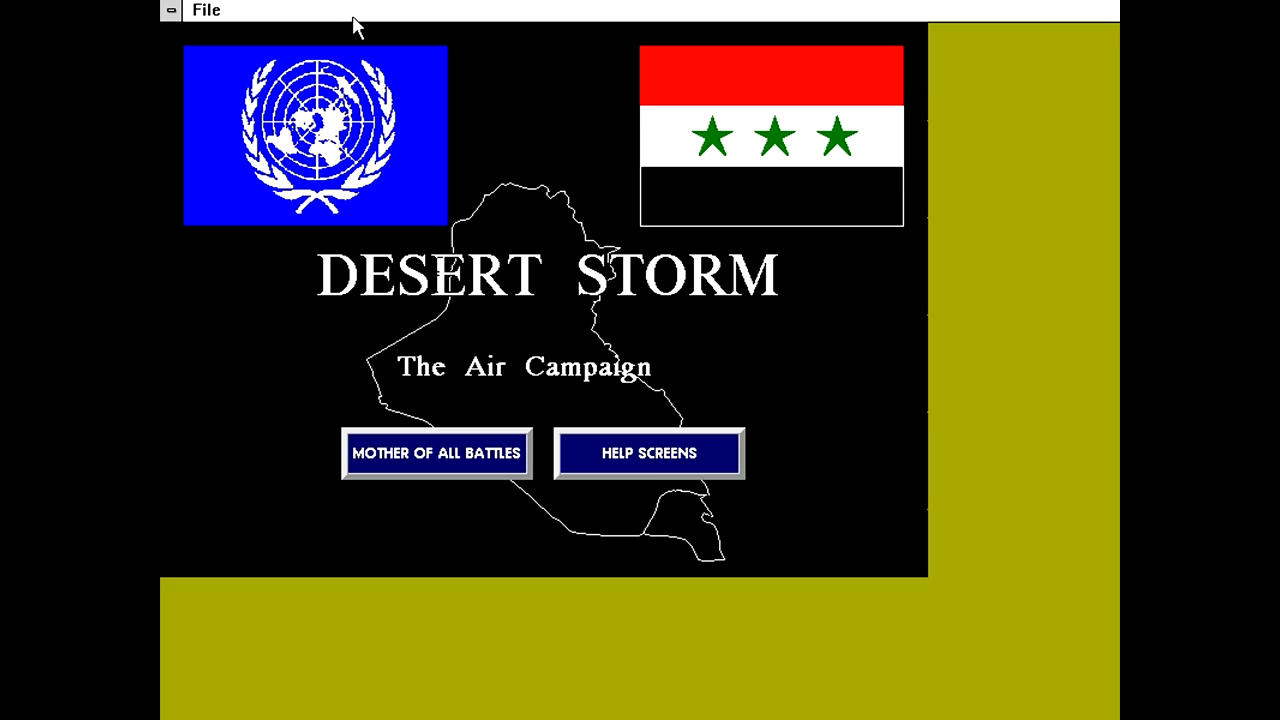 File
DESERT STORM
The Air Campaign
MOTHER OF ALL BATTLES
HELP SCREENS